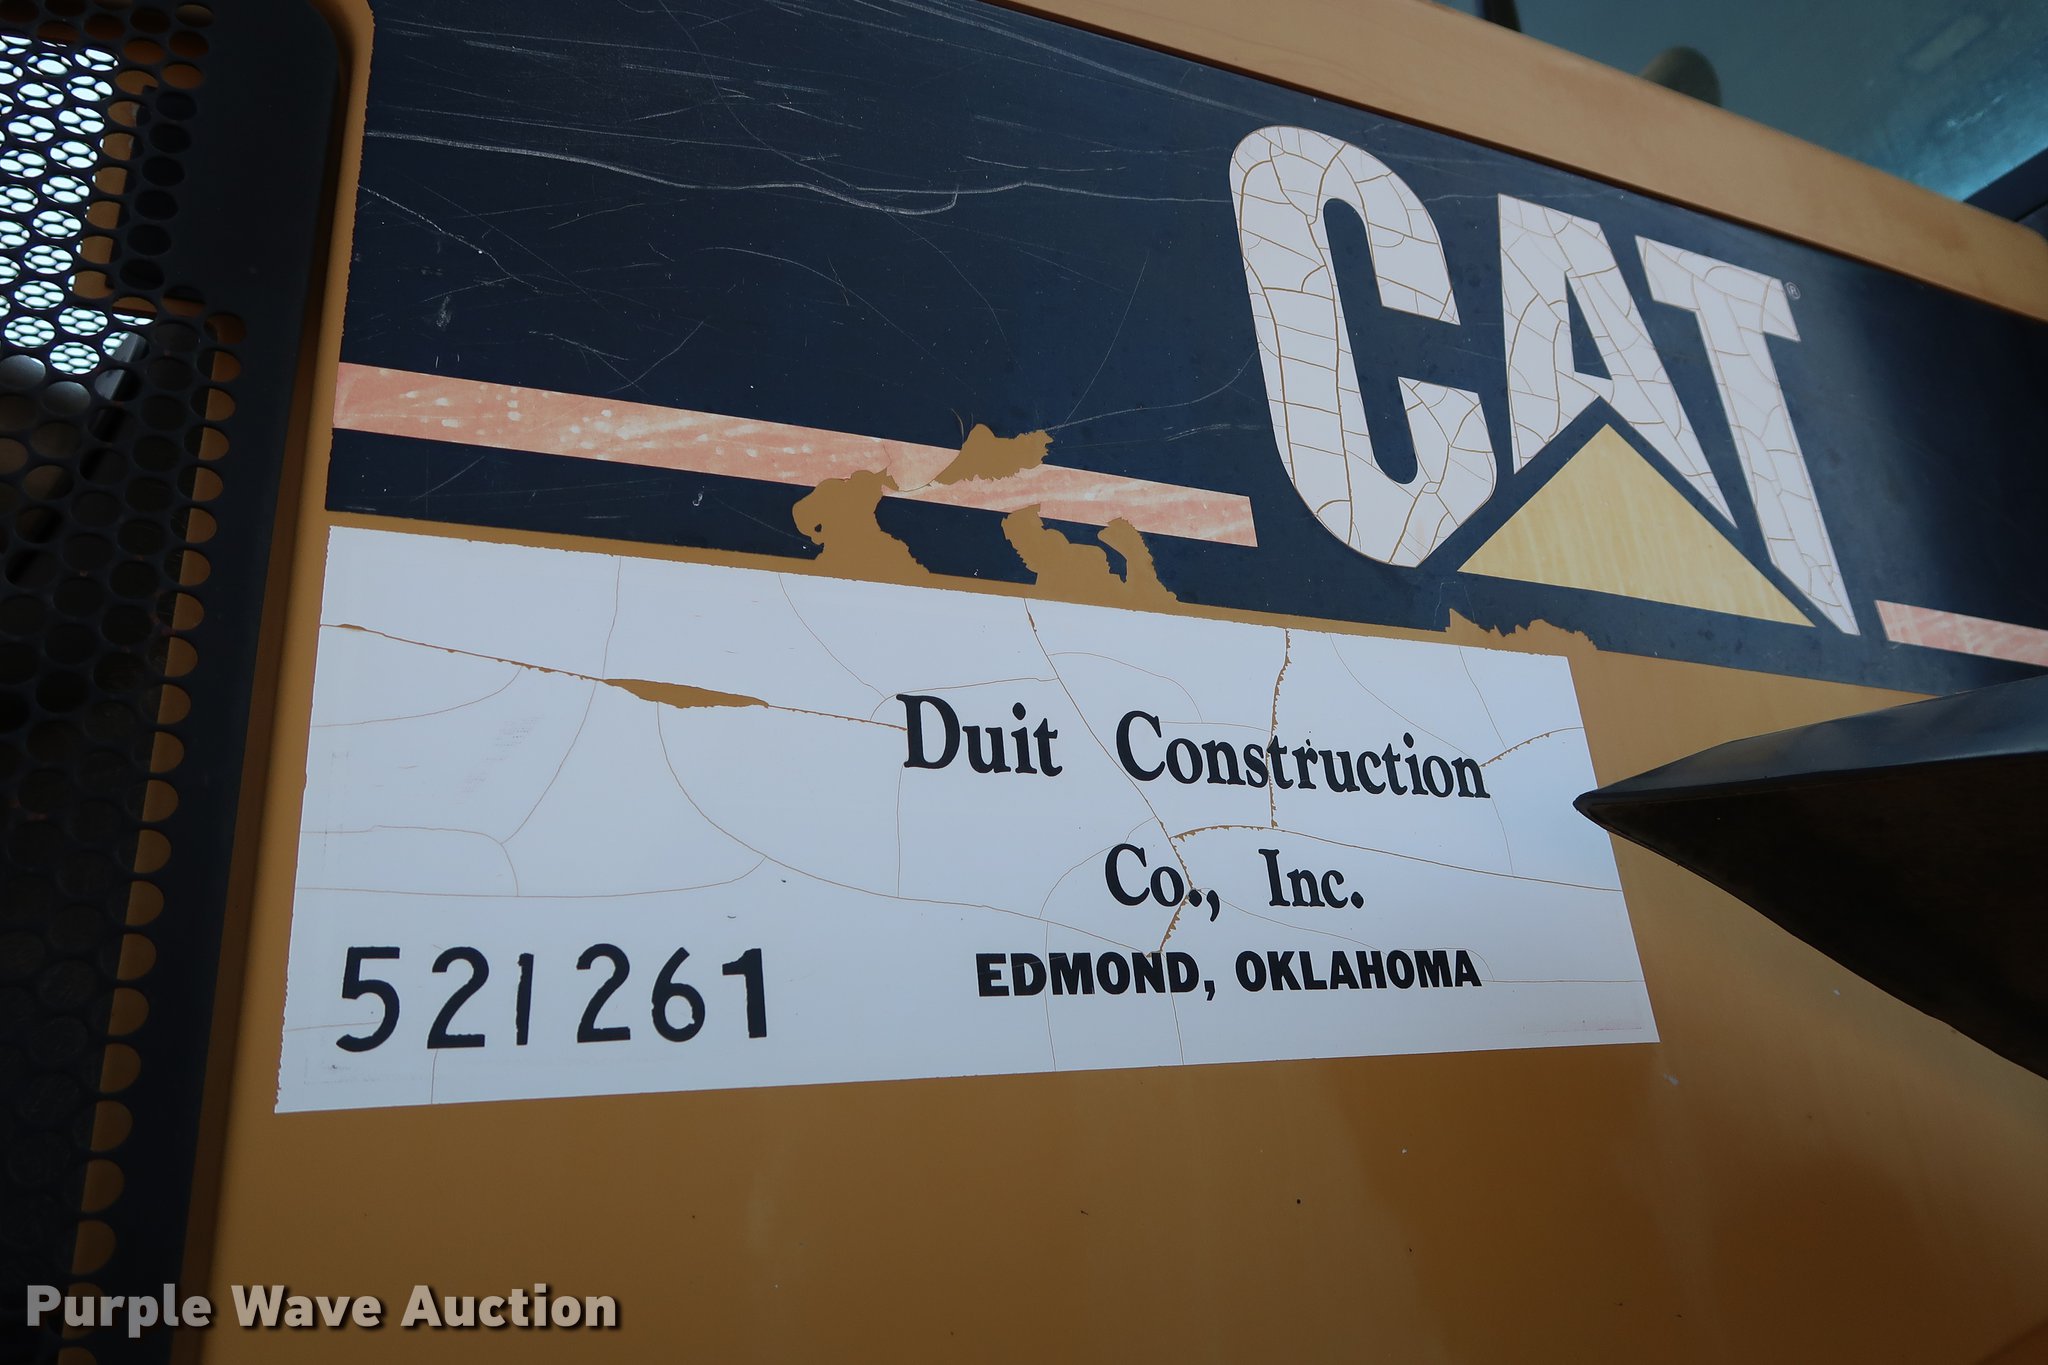 CAT®
Duit Construction
Co., Inc.
EDMOND, OKLAHOMA
521261
Purple Wave Auction